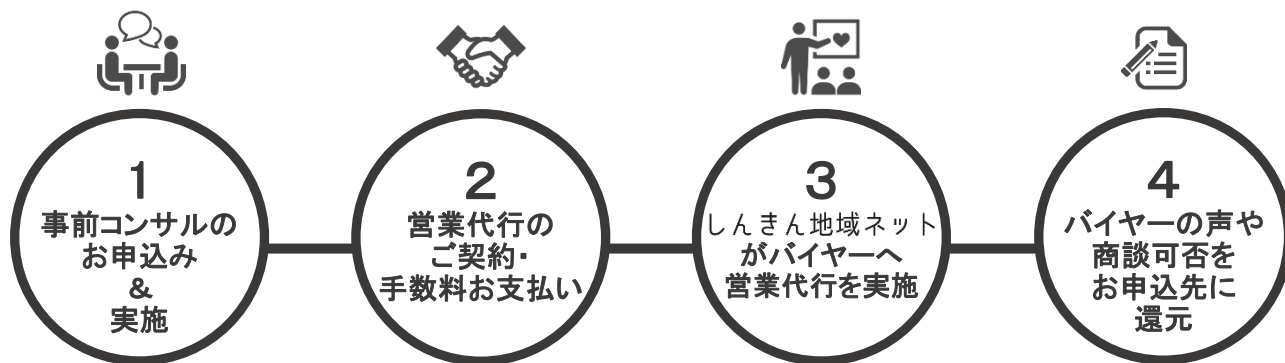 1
事前コンサルの
お申込み
&
実施
2
営業代行の
ご契約・
手数料お支払い
3
しんきん地域ネット
がバイヤーへ
営業代行を実施
4
バイヤーの声や
商談可否を
お申込先に
還元